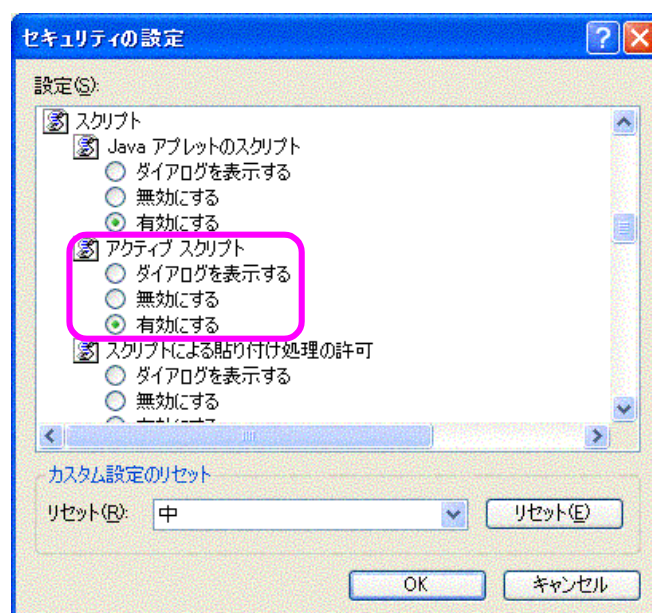 セキュリティの設定
設定(S):
スクリプト
Java アプレットのスクリプト
ダイアログを表示する
無効にする
有効にする
アクティブ スクリプト
ダイアログを表示する
無効にする
有効にする
スクリプトによる貼り付け処理の許可
ダイアログを表示する
無効にする
カスタム設定のリセット
リセット(R): 中 リセット(E)
OK キャンセル